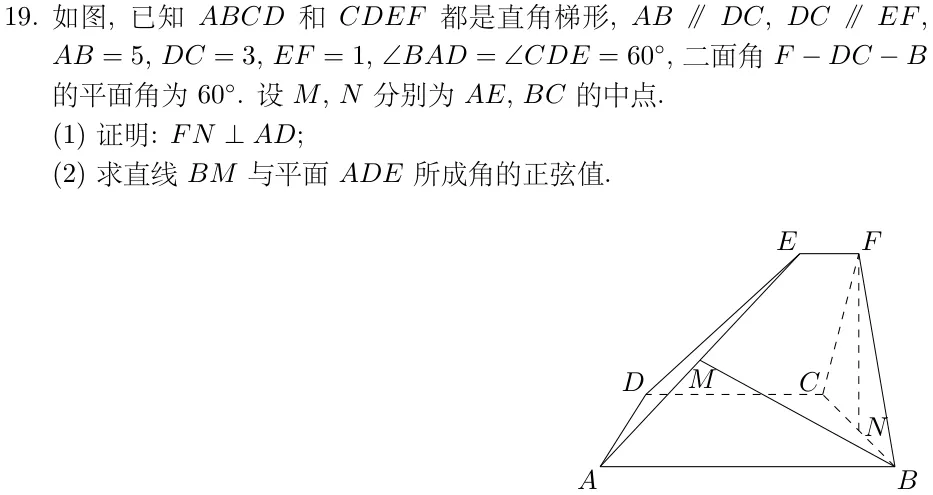 19. 如图, 已知 ABCD 和 CDEF 都是直角梯形, AB ∥ DC, DC ∥ EF,
AB = 5, DC = 3, EF = 1, ∠BAD = ∠CDE = 60°, 二面角 F − DC − B
的平面角为 60°. 设 M, N 分别为 AE, BC 的中点.
(1) 证明: FN ⊥ AD;
(2) 求直线 BM 与平面 ADE 所成角的正弦值.
E F
D M C
N
A B